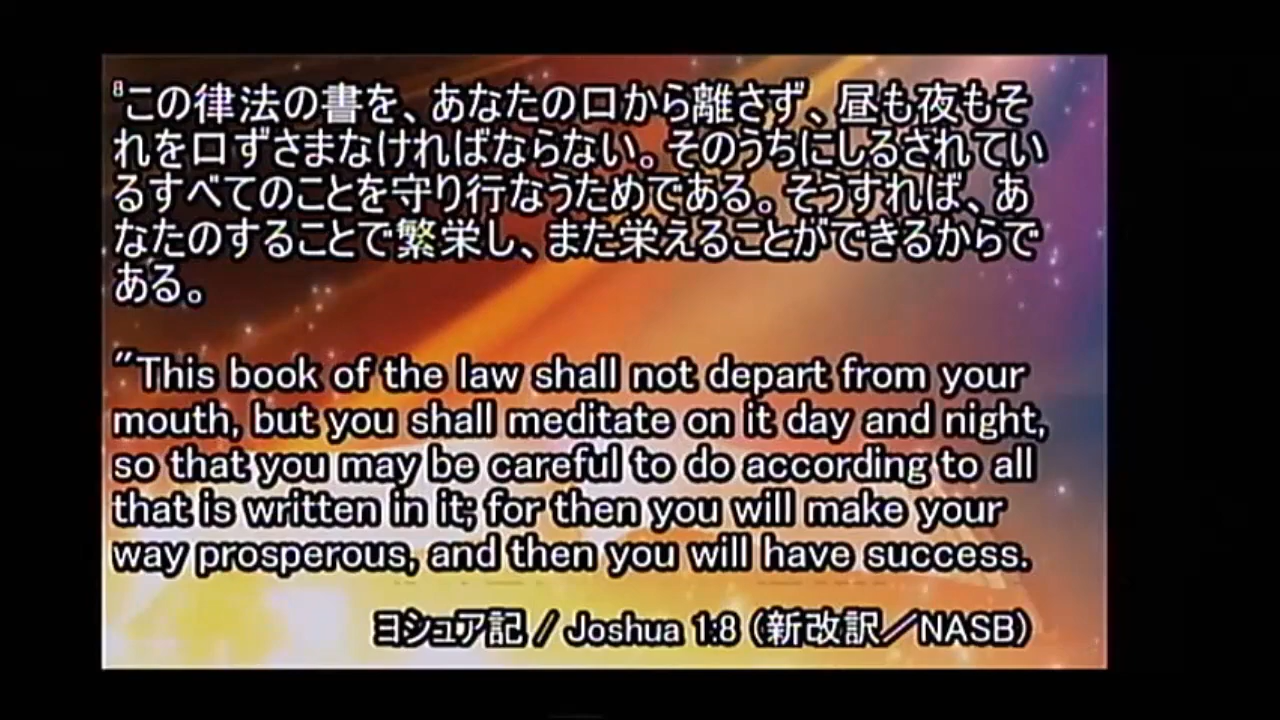 8この律法の書を、あなたの口から離さず、昼も夜もそ
れを口ずさまなければならない。そのうちにしるされてい
るすべてのことを守り行なうためである。そうすれば、あ
なたのすることで繁栄し、また栄えることができるからで
ある。
"This book of the law shall not depart from your
mouth, but you shall meditate on it day and night,
so that you may be careful to do according to all
that is written in it; for then you will make your
way prosperous, and then you will have success.
ヨシュア記 / Joshua 1:8 (新改訳／NASB)